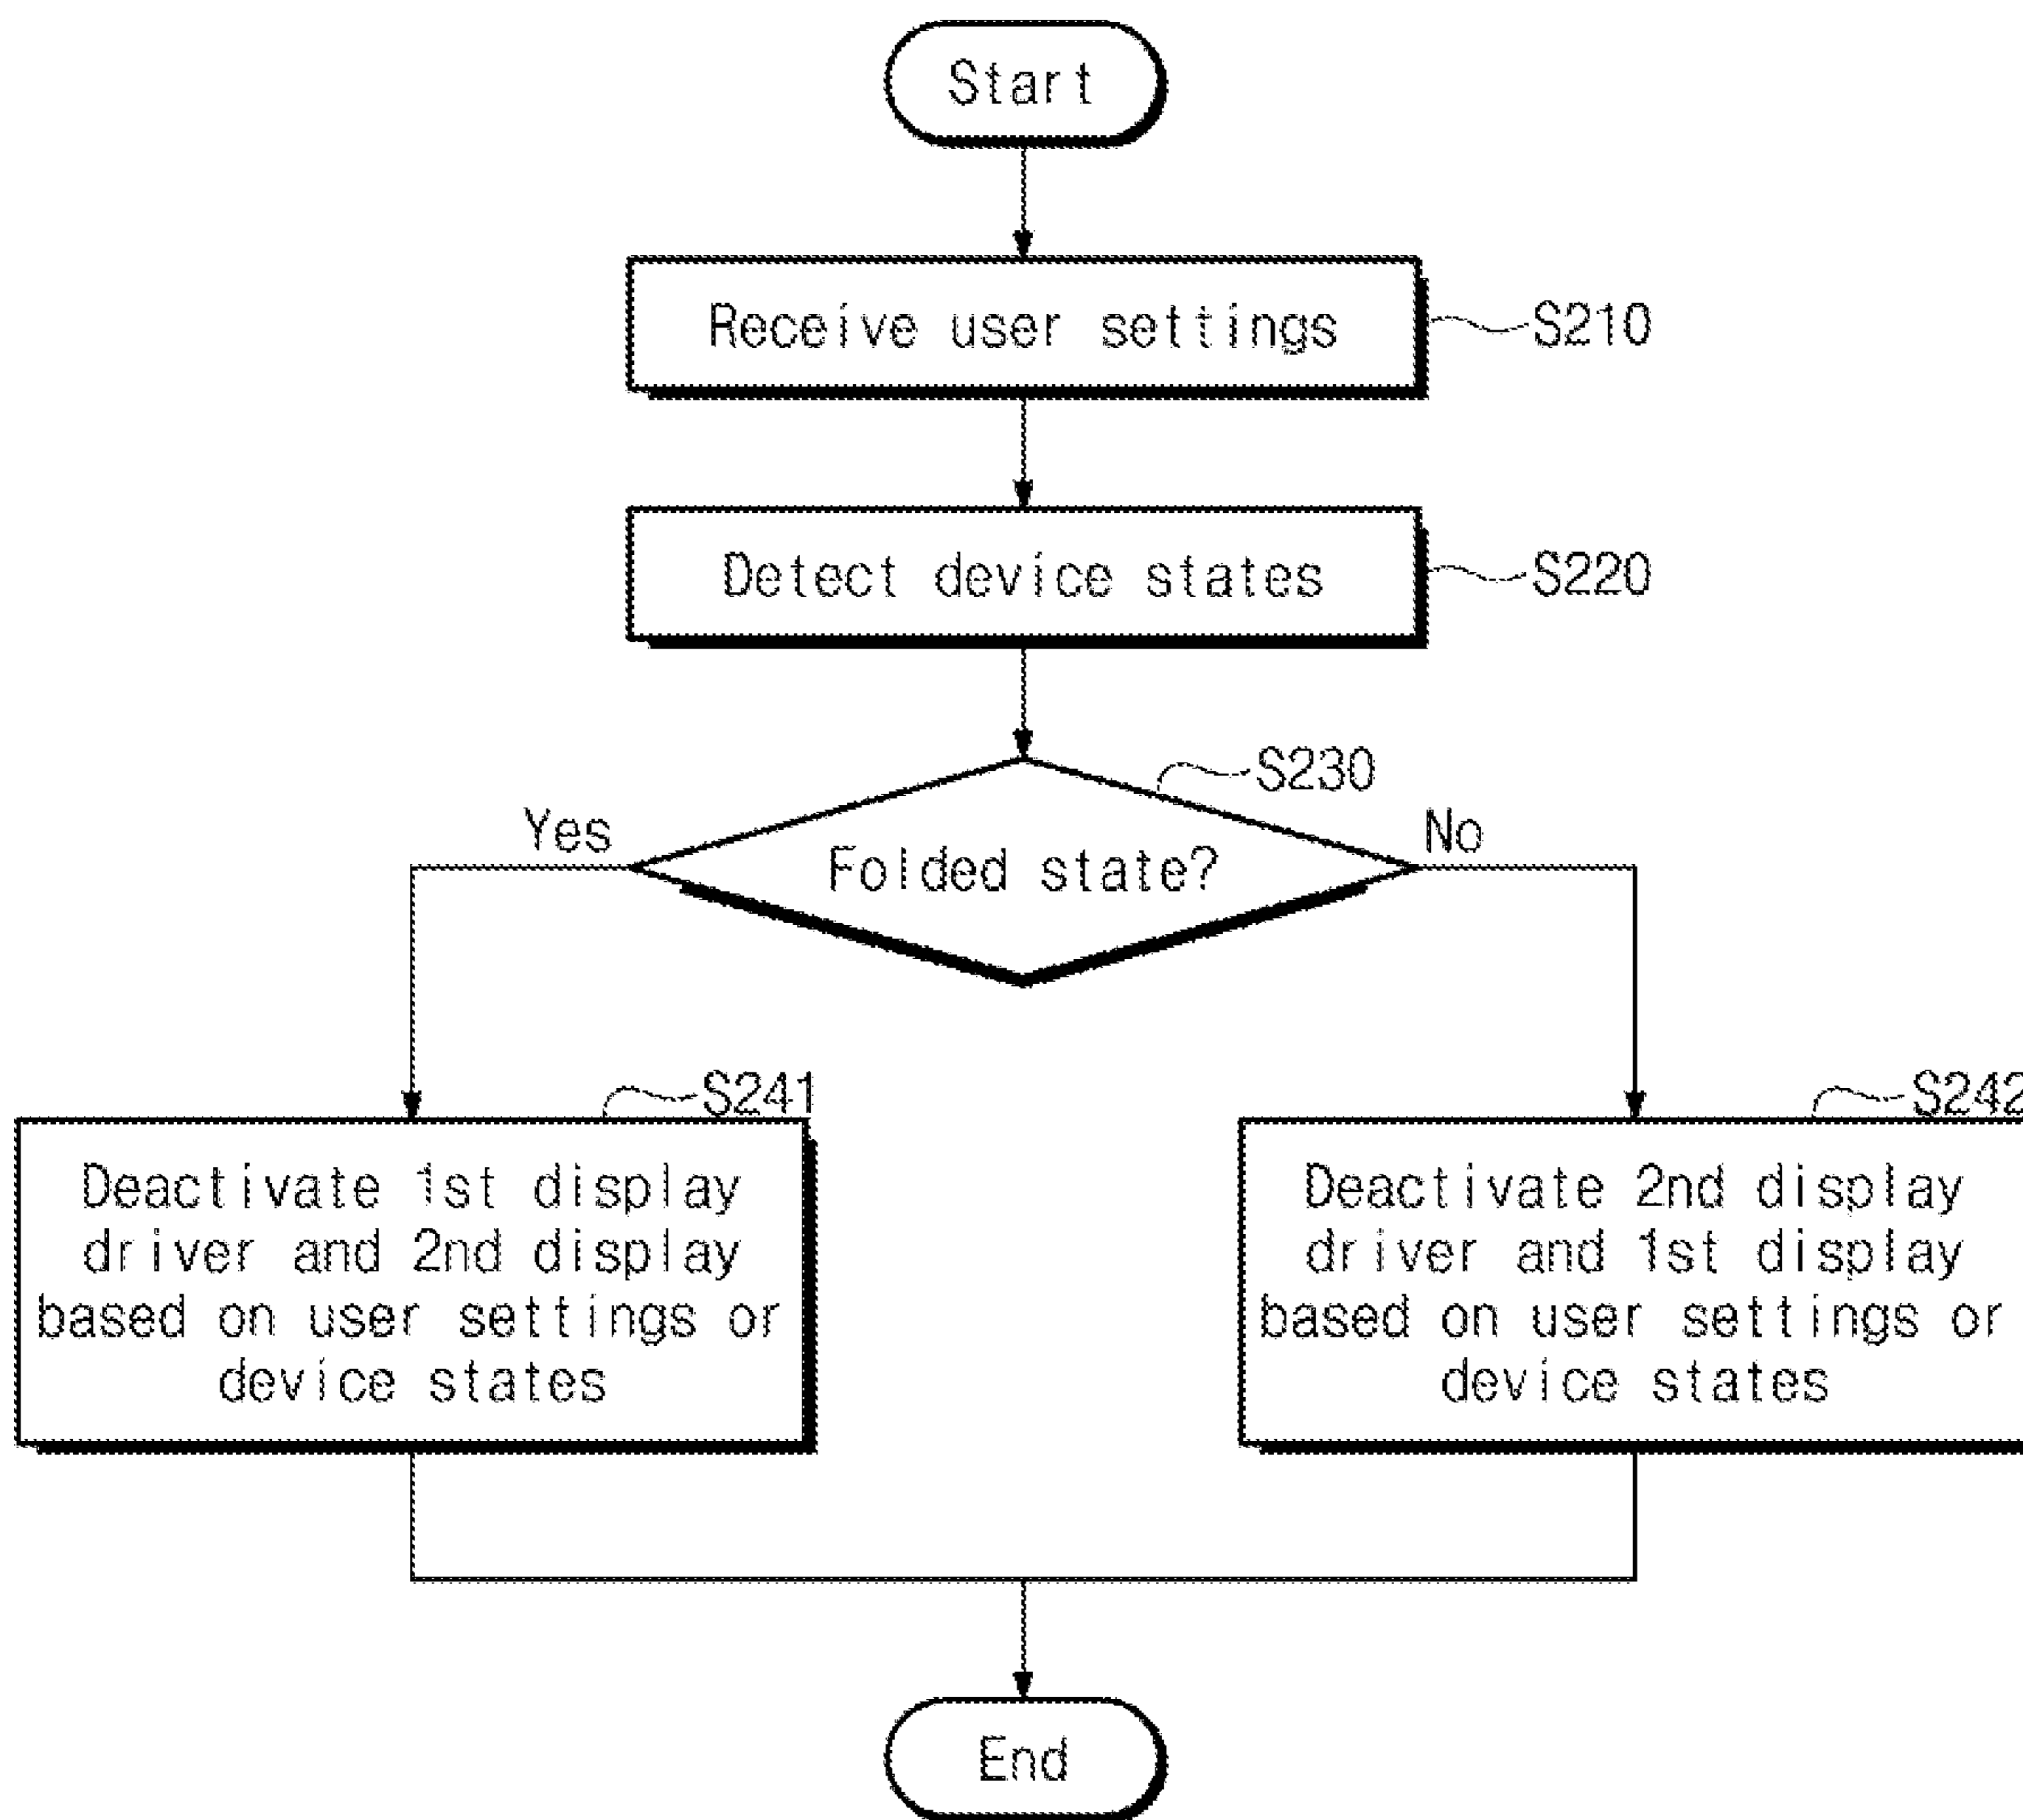 Start
Receive user settings
S210
Detect device states
S220
S230
Yes
Folded state?
No
S241
Deactivate 1st display
driver and 2nd display
based on user settings or
device states
S242
Deactivate 2nd display
driver and 1st display
based on user settings or
device states
End